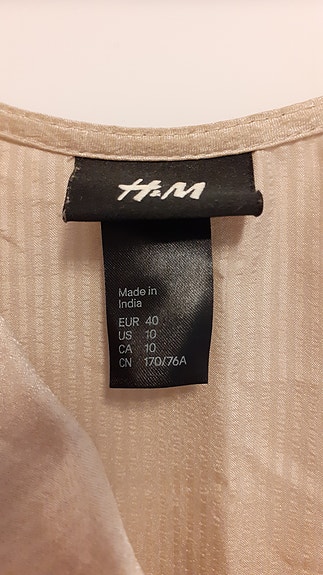 H&M
Made in
India
EUR 40
US 10
CA 10
CN 170/76A